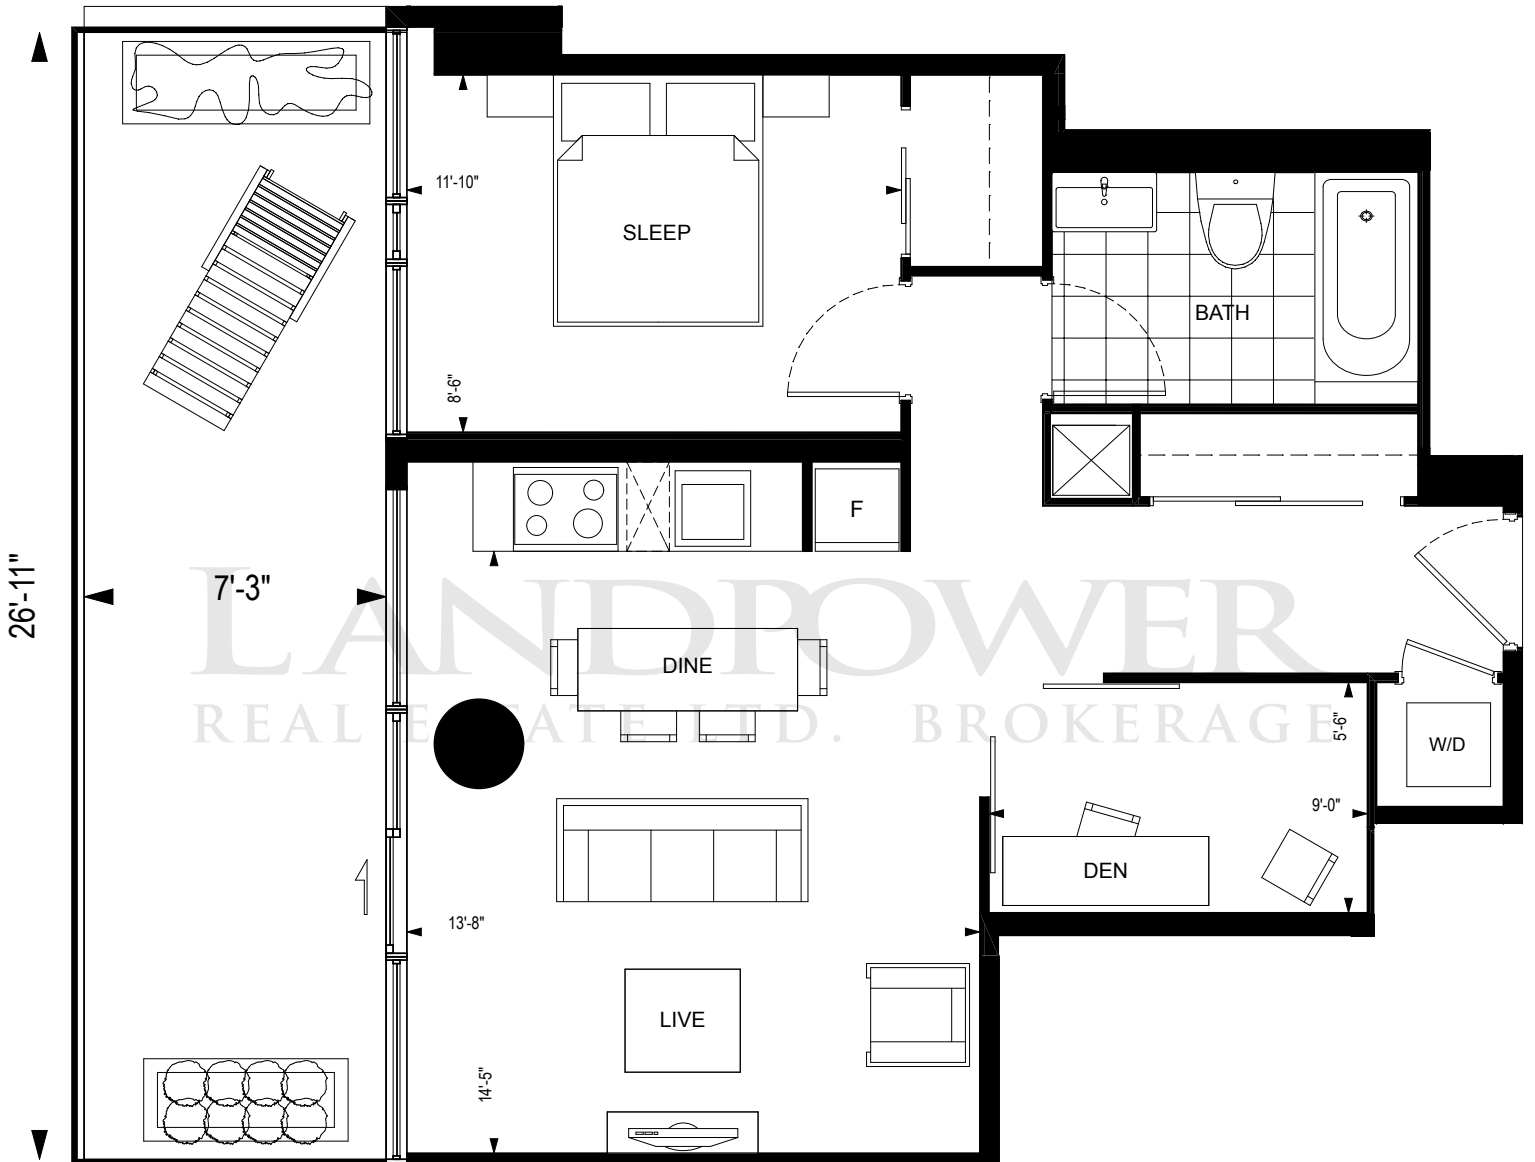 11'-10"
SLEEP
BATH
8'-6"
F
26'-11"
7'-3"
LANDPOWER
DINE
REAL ESTATE LTD. BROKERAGE
5'-6"
W/D
9'-0"
DEN
13'-8"
LIVE
14'-5"